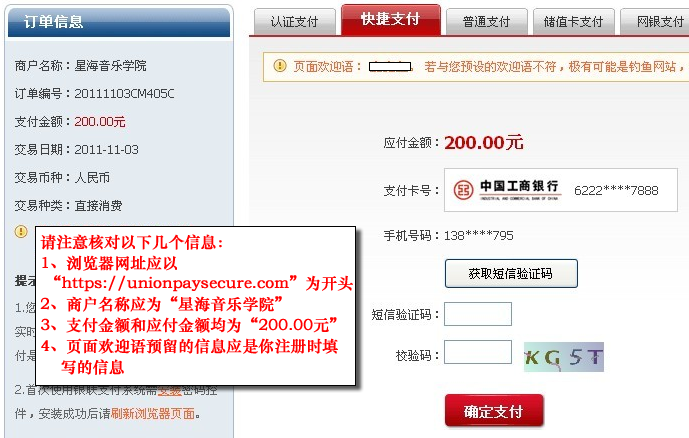 订单信息
商户名称：星海音乐学院
订单编号：20111103CM405C
支付金额：200.00元
交易日期：2011-11-03
交易币种：人民币
交易种类：直接消费
请注意核对以下几个信息：
1、浏览器网址应以
“https://unionpaysecure.com”为开头
2、商户名称应为“星海音乐学院”
3、支付金额和应付金额均为“200.00元”
4、页面欢迎语预留的信息应是你注册时填
写的信息
提示
1.您
实时
付是
2.首次使用银联支付系统需安装密码控
件，安装成功后请刷新浏览器页面。
认证支付
快捷支付
普通支付
储值卡支付
网银支付
页面欢迎语： ， 若与您预设的欢迎语不符，极有可能是钓鱼网站，
应付金额：200.00元
支付卡号： 中国工商银行 6222****7888
INDUSTRIAL AND COMMERCIAL BANK OF CHINA
手机号码：138****795
获取短信验证码
短信验证码：
校验码： KG5T
确定支付